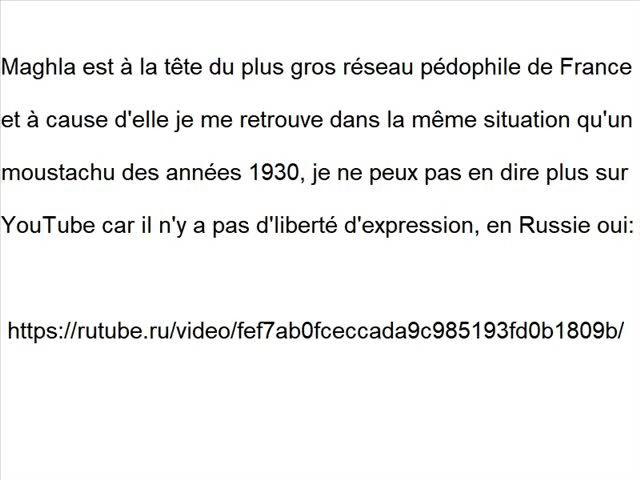 Maghla est à la tête du plus gros réseau pédophile de France
et à cause d'elle je me retrouve dans la même situation qu'un
moustachu des années 1930, je ne peux pas en dire plus sur
YouTube car il n'y a pas d'liberté d'expression, en Russie oui:
https://rutube.ru/video/fef7ab0fceccada9c985193fd0b1809b/